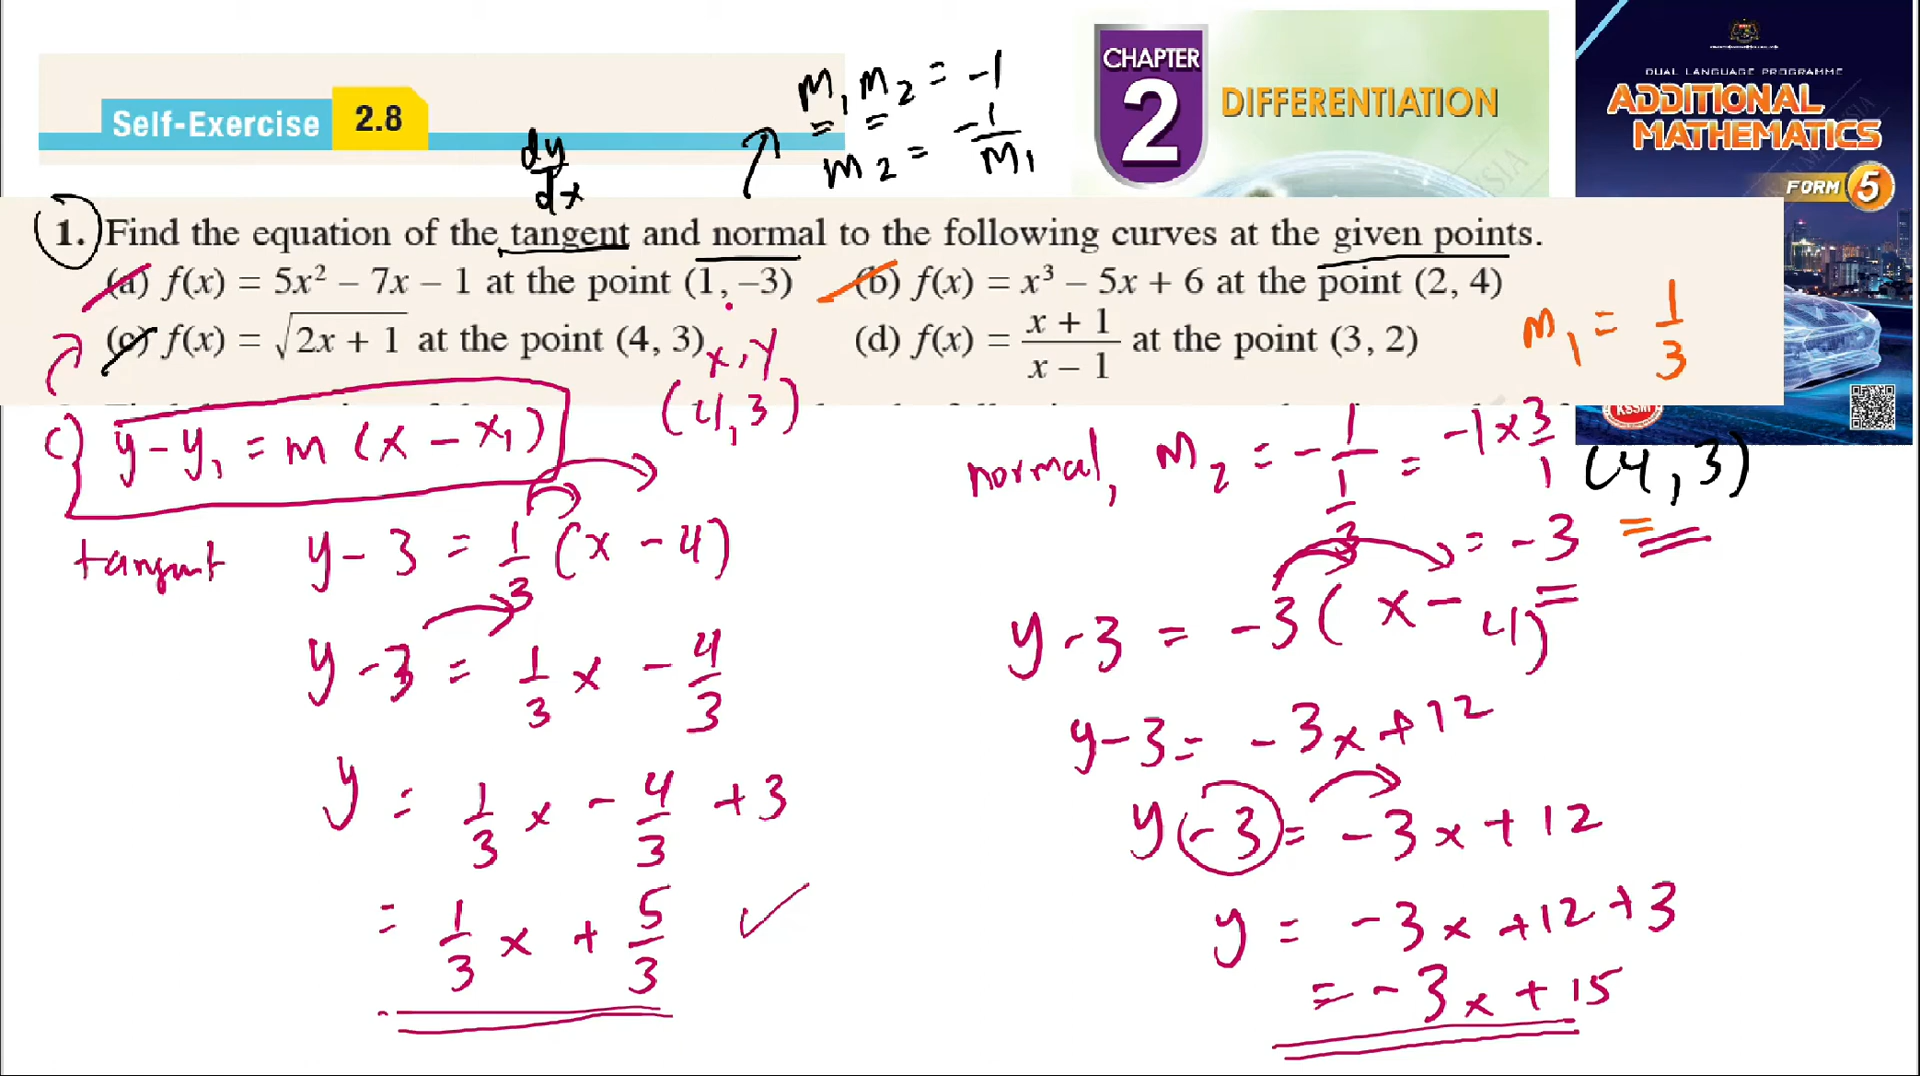 Self-Exercise 2.8
m₁m₂ = -1
m₂ = -1/m₁
dy/dx
CHAPTER 2
DIFFERENTIATION
DUAL LANGUAGE PROGRAMME
ADDITIONAL
MATHEMATICS
FORM 5
1. Find the equation of the tangent and normal to the following curves at the given points.
(a) f(x) = 5x² – 7x – 1 at the point (1, –3) (b) f(x) = x³ – 5x + 6 at the point (2, 4)
(c) f(x) = √(2x + 1) at the point (4, 3) (d) f(x) = (x + 1)/(x – 1) at the point (3, 2)
m₁ = 1/3
x, y
(4, 3)
KSSM
c) y - y₁ = m(x - x₁)
tangent y - 3 = 1/3 (x - 4)
y - 3 = 1/3 x - 4/3
y = 1/3 x - 4/3 + 3
= 1/3 x + 5/3
normal, m₂ = -1/(1/3) = -1 × 3/1
(4, 3)
= -3
y - 3 = -3(x - 4)
y - 3 = -3x + 12
y - 3 = -3x + 12
y = -3x + 12 + 3
= -3x + 15